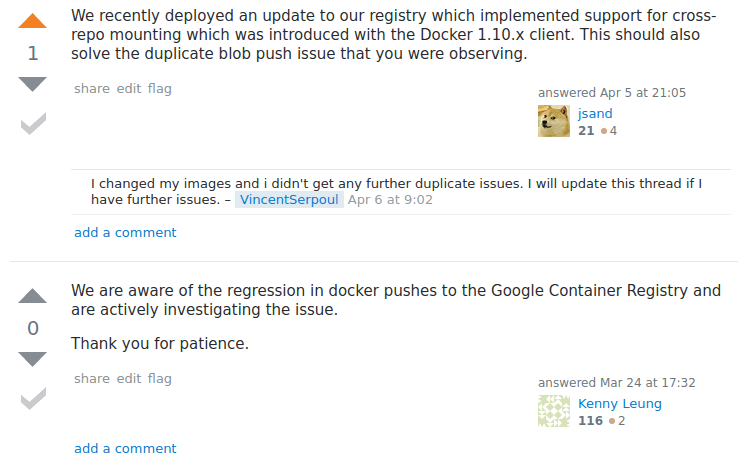 We recently deployed an update to our registry which implemented support for cross-
repo mounting which was introduced with the Docker 1.10.x client. This should also
solve the duplicate blob push issue that you were observing.
1
share edit flag
answered Apr 5 at 21:05
jsand
21 ●4
I changed my images and i didn't get any further duplicate issues. I will update this thread if I
have further issues. – VincentSerpoul Apr 6 at 9:02
add a comment
We are aware of the regression in docker pushes to the Google Container Registry and
are actively investigating the issue.
0
Thank you for patience.
share edit flag
answered Mar 24 at 17:32
Kenny Leung
116 ●2
add a comment